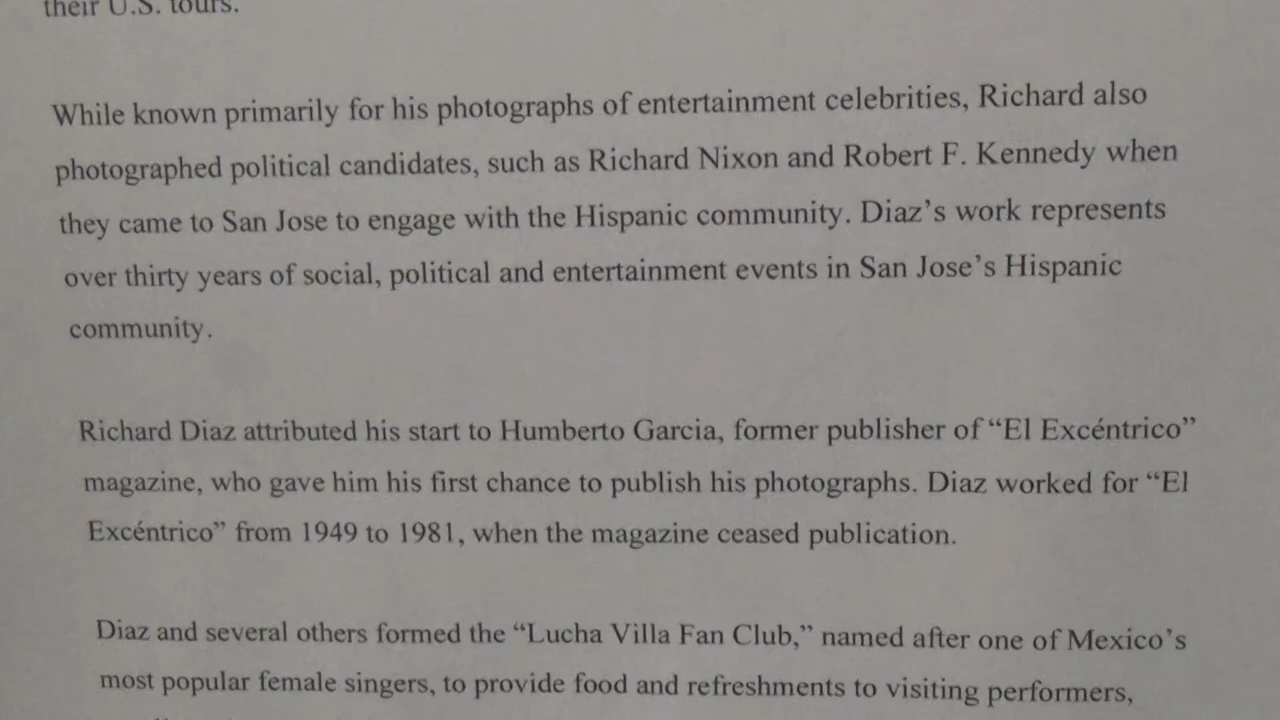 their U.S. tours.
While known primarily for his photographs of entertainment celebrities, Richard also
photographed political candidates, such as Richard Nixon and Robert F. Kennedy when
they came to San Jose to engage with the Hispanic community. Diaz’s work represents
over thirty years of social, political and entertainment events in San Jose’s Hispanic
community.
Richard Diaz attributed his start to Humberto Garcia, former publisher of “El Excéntrico”
magazine, who gave him his first chance to publish his photographs. Diaz worked for “El
Excéntrico” from 1949 to 1981, when the magazine ceased publication.
Diaz and several others formed the “Lucha Villa Fan Club,” named after one of Mexico’s
most popular female singers, to provide food and refreshments to visiting performers,